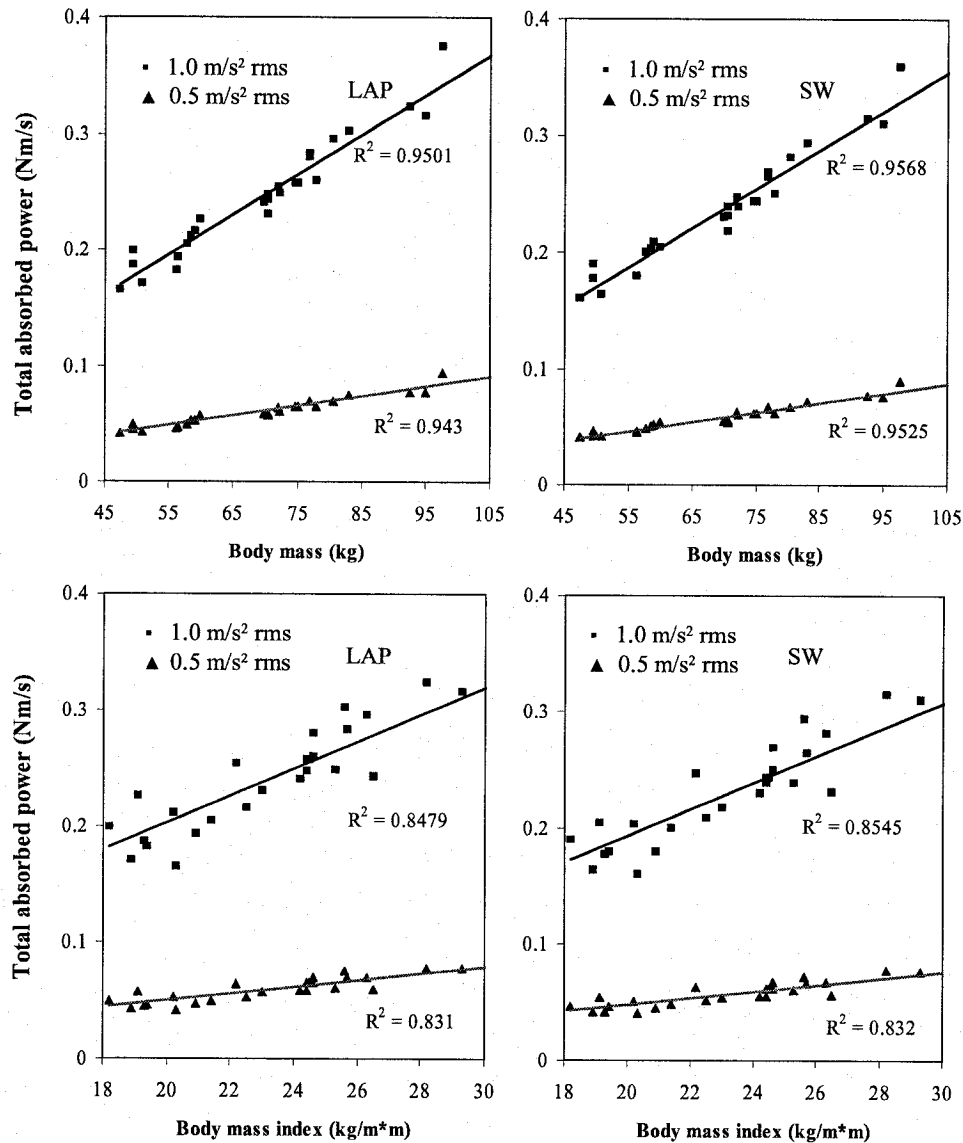 Total absorbed power (Nm/s)
0.4
0.3
0.2
0.1
0
■ 1.0 m/s² rms
▲ 0.5 m/s² rms
LAP
R² = 0.9501
R² = 0.943
45 55 65 75 85 95 105
Body mass (kg)
0.4
0.3
0.2
0.1
0
■ 1.0 m/s² rms
▲ 0.5 m/s² rms
SW
R² = 0.9568
R² = 0.9525
45 55 65 75 85 95 105
Body mass (kg)
Total absorbed power (Nm/s)
0.4
0.3
0.2
0.1
0
■ 1.0 m/s² rms
▲ 0.5 m/s² rms
LAP
R² = 0.8479
R² = 0.831
18 20 22 24 26 28 30
Body mass index (kg/m*m)
0.4
0.3
0.2
0.1
0
■ 1.0 m/s² rms
▲ 0.5 m/s² rms
SW
R² = 0.8545
R² = 0.832
18 20 22 24 26 28 30
Body mass index (kg/m*m)